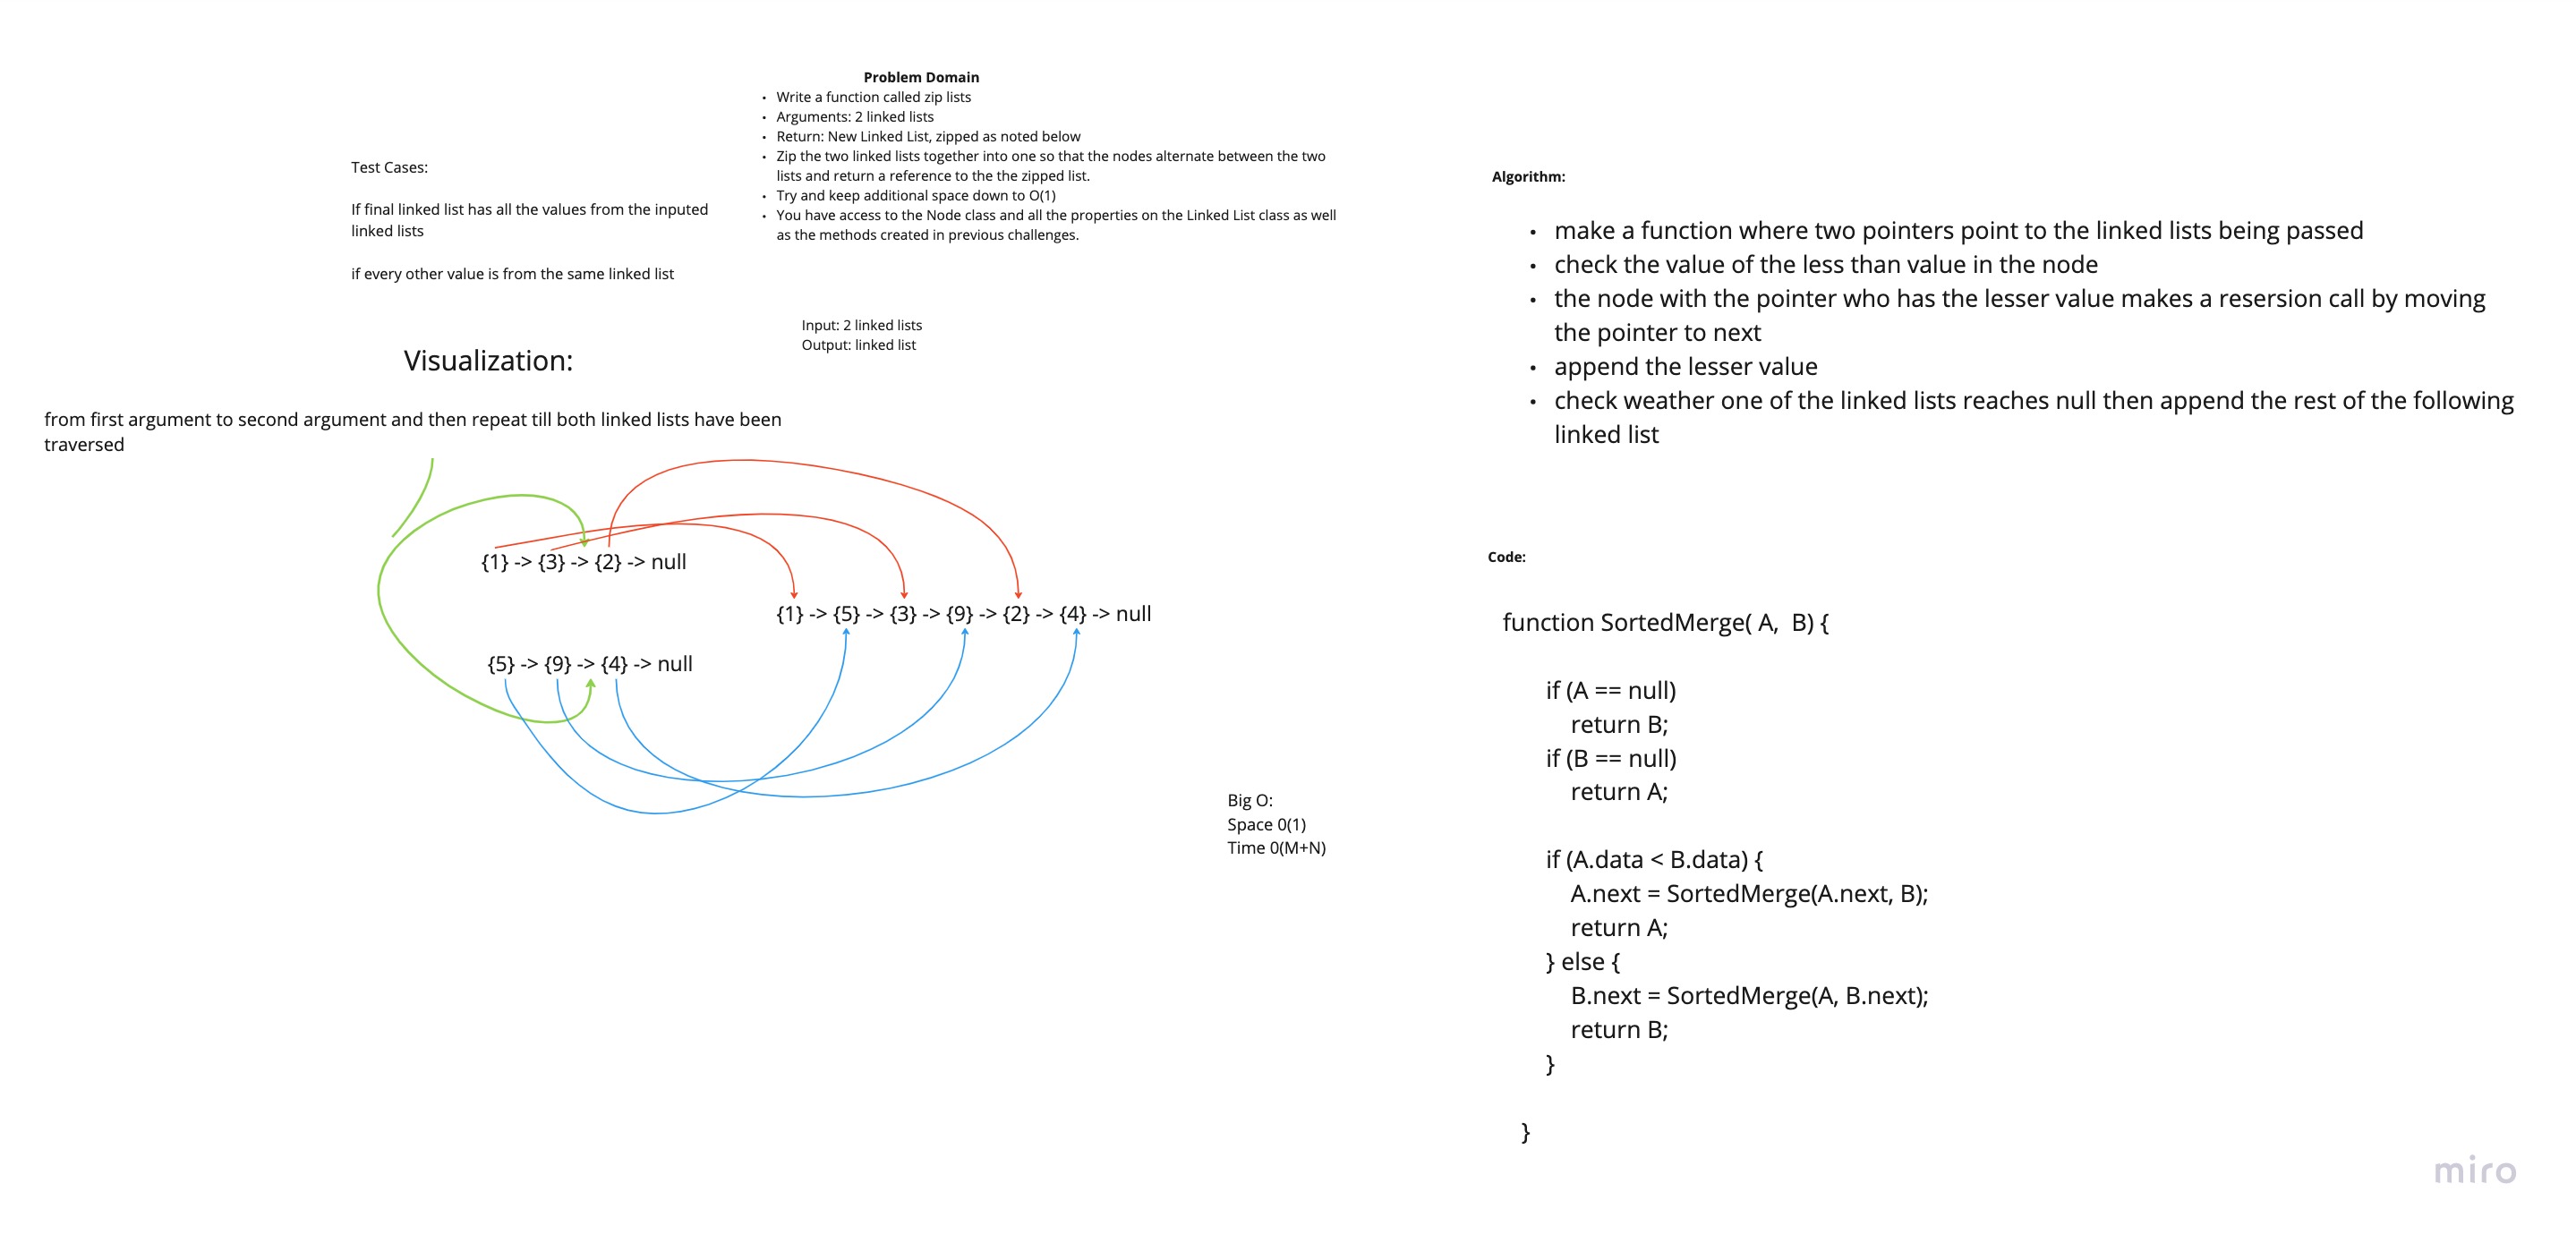 Problem Domain
• Write a function called zip lists
• Arguments: 2 linked lists
• Return: New Linked List, zipped as noted below
• Zip the two linked lists together into one so that the nodes alternate between the two
lists and return a reference to the the zipped list.
• Try and keep additional space down to O(1)
• You have access to the Node class and all the properties on the Linked List class as well
as the methods created in previous challenges.
Test Cases:
If final linked list has all the values from the inputed
linked lists
if every other value is from the same linked list
Input: 2 linked lists
Output: linked list
Visualization:
from first argument to second argument and then repeat till both linked lists have been
traversed
{1} -> {3} -> {2} -> null
{1} -> {5} -> {3} -> {9} -> {2} -> {4} -> null
{5} -> {9} -> {4} -> null
Big O:
Space 0(1)
Time 0(M+N)
Algorithm:
• make a function where two pointers point to the linked lists being passed
• check the value of the less than value in the node
• the node with the pointer who has the lesser value makes a resersion call by moving
the pointer to next
• append the lesser value
• check weather one of the linked lists reaches null then append the rest of the following
linked list
Code:
function SortedMerge( A,  B) {
if (A == null)
return B;
if (B == null)
return A;
if (A.data < B.data) {
A.next = SortedMerge(A.next, B);
return A;
} else {
B.next = SortedMerge(A, B.next);
return B;
}
}
miro